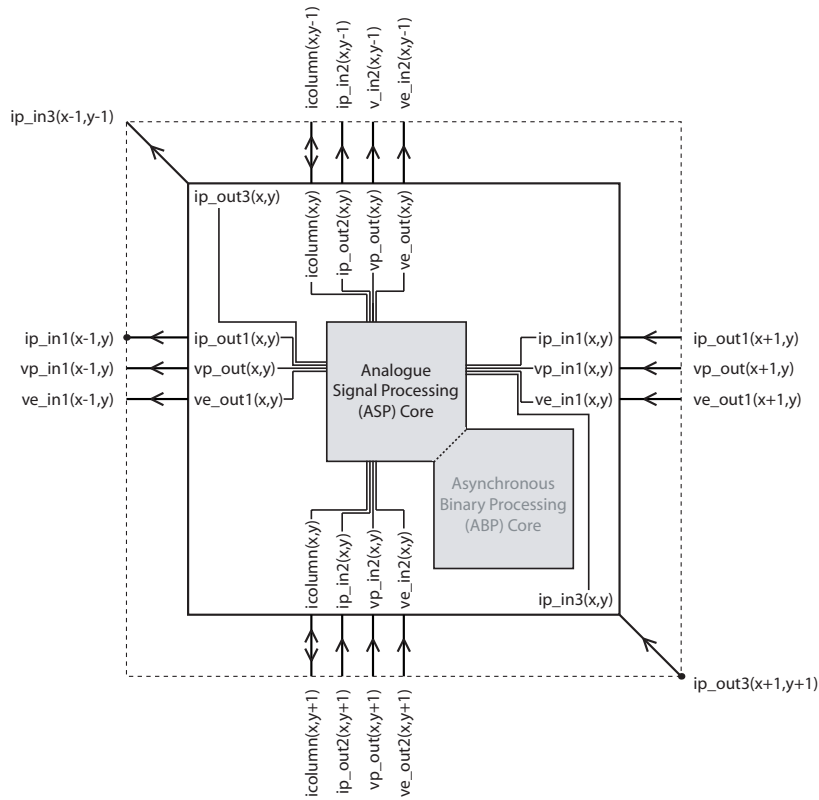 icolumn(x,y-1)
ip_in2(x,y-1)
v_in2(x,y-1)
ve_in2(x,y-1)
ip_in3(x-1,y-1)
ip_out3(x,y)
icolumn(x,y)
ip_out2(x,y)
vp_out(x,y)
ve_out(x,y)
ip_in1(x-1,y)
vp_in1(x-1,y)
ve_in1(x-1,y)
ip_out1(x,y)
vp_out(x,y)
ve_out1(x,y)
Analogue
Signal Processing
(ASP) Core
ip_in1(x,y)
vp_in1(x,y)
ve_in1(x,y)
ip_out1(x+1,y)
vp_out(x+1,y)
ve_out1(x+1,y)
Asynchronous
Binary Processing
(ABP) Core
icolumn(x,y)
ip_in2(x,y)
vp_in2(x,y)
ve_in2(x,y)
ip_in3(x,y)
ip_out3(x+1,y+1)
icolumn(x,y+1)
ip_out2(x,y+1)
vp_out(x,y+1)
ve_out2(x,y+1)